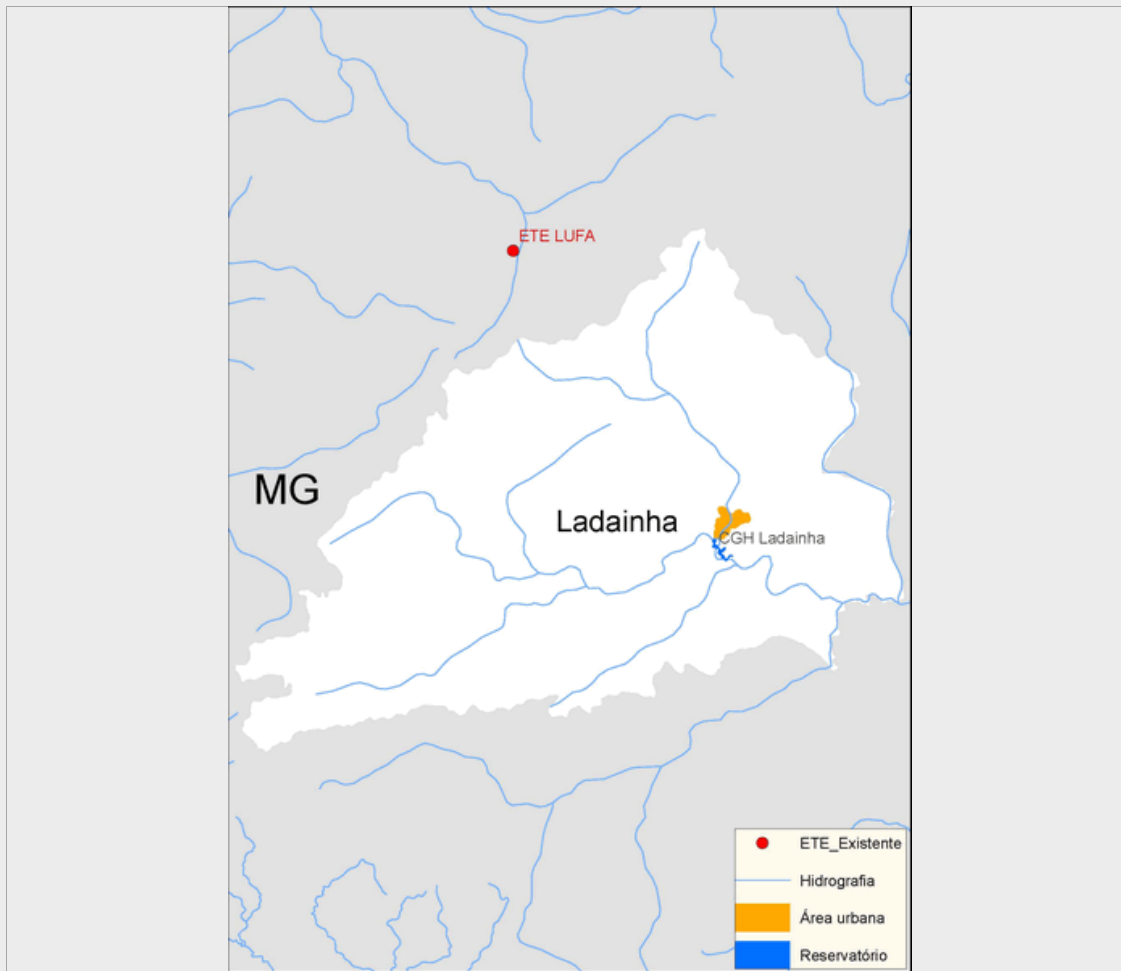 ETE LUFA
MG
Ladainha
CGH Ladainha
ETE_Existente
Hidrografia
Área urbana
Reservatório